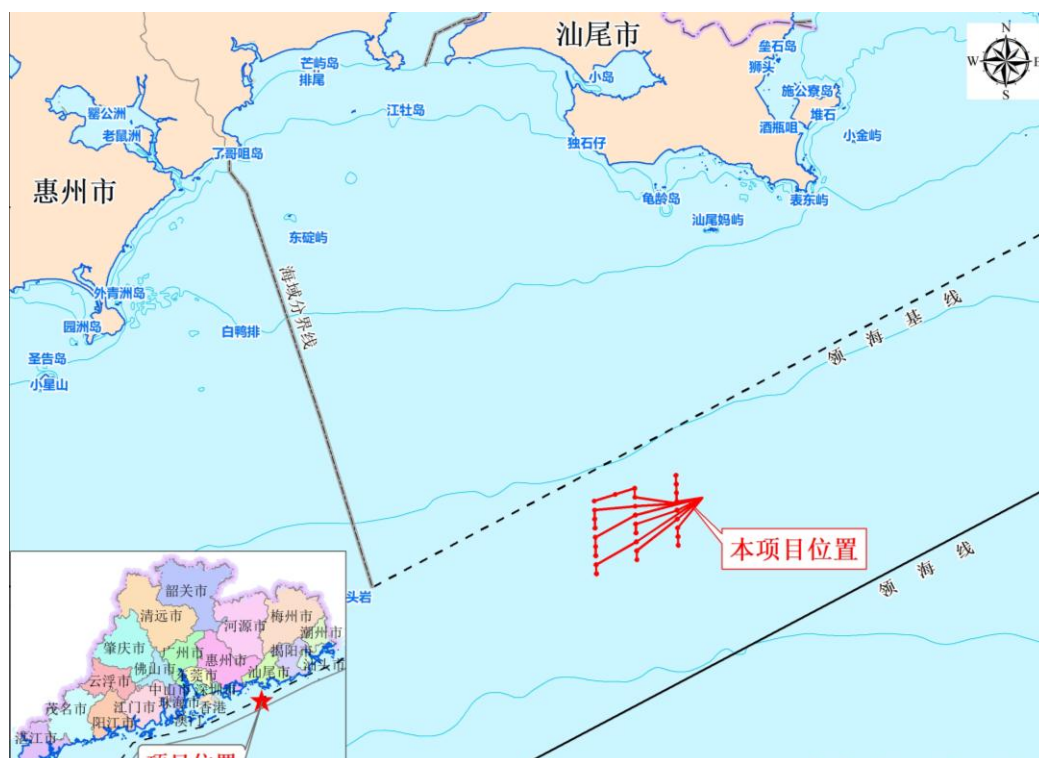 汕尾市
N
W
E
S
垒石岛
狮头
芒屿岛
排尾
小岛
施公寮岛
堆石
罂公洲
老鼠洲
江牡岛
酒瓶咀
小金屿
独石仔
了哥咀岛
惠州市
龟龄岛
表东屿
汕尾妈屿
东碇屿
海域分界线
外青洲岛
园洲岛
白鸭排
领海基线
圣告岛
小星山
本项目位置
领海线
头岩
韶关市
清远市
河源市
梅州市
潮州市
肇庆市
广州市
惠州市
揭阳市
汕头市
佛山市
东莞市
汕尾市
云浮市
中山市
深圳市
珠海市
香港
茂名市
江门市
澳门
阳江市
湛江市
项目位置